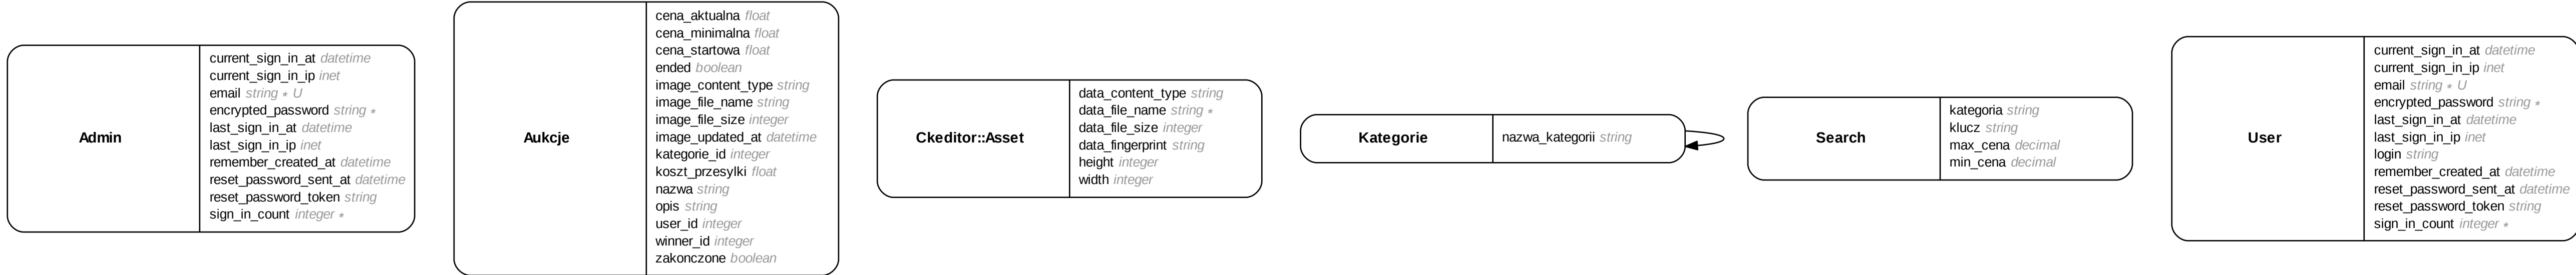 Admin
current_sign_in_at datetime
current_sign_in_ip inet
email string * U
encrypted_password string *
last_sign_in_at datetime
last_sign_in_ip inet
remember_created_at datetime
reset_password_sent_at datetime
reset_password_token string
sign_in_count integer *
Aukcje
cena_aktualna float
cena_minimalna float
cena_startowa float
ended boolean
image_content_type string
image_file_name string
image_file_size integer
image_updated_at datetime
kategorie_id integer
koszt_przesylki float
nazwa string
opis string
user_id integer
winner_id integer
zakonczone boolean
Ckeditor::Asset
data_content_type string
data_file_name string *
data_file_size integer
data_fingerprint string
height integer
width integer
Kategorie
nazwa_kategorii string
Search
kategoria string
klucz string
max_cena decimal
min_cena decimal
User
current_sign_in_at datetime
current_sign_in_ip inet
email string * U
encrypted_password string *
last_sign_in_at datetime
last_sign_in_ip inet
login string
remember_created_at datetime
reset_password_sent_at datetime
reset_password_token string
sign_in_count integer *